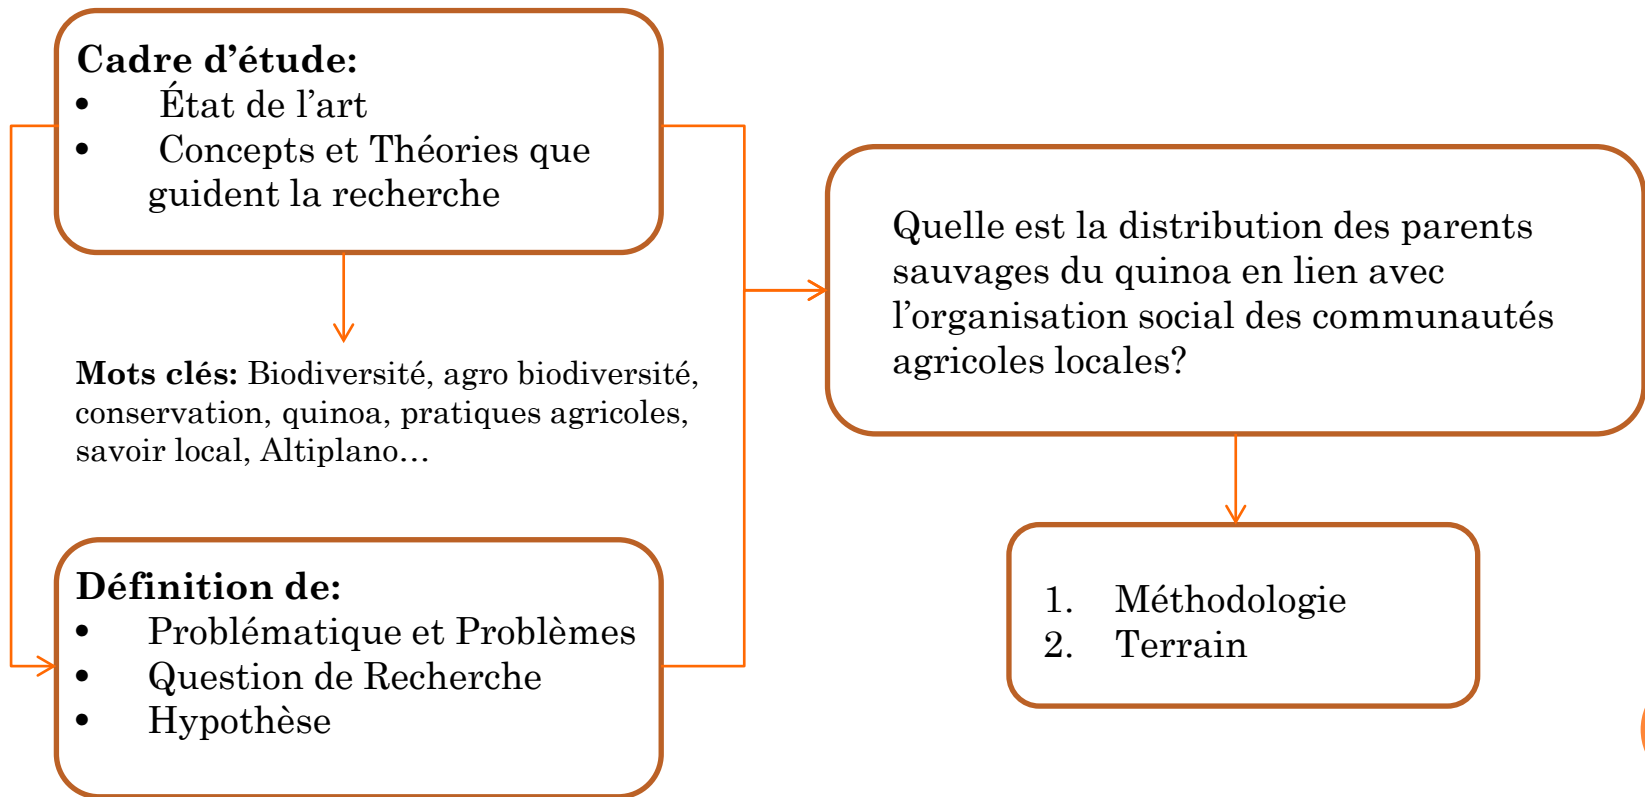 Cadre d’étude:
• État de l’art
• Concepts et Théories que
guident la recherche
Mots clés: Biodiversité, agro biodiversité,
conservation, quinoa, pratiques agricoles,
savoir local, Altiplano…
Définition de:
• Problématique et Problèmes
• Question de Recherche
• Hypothèse
Quelle est la distribution des parents
sauvages du quinoa en lien avec
l’organisation social des communautés
agricoles locales?
1. Méthodologie
2. Terrain